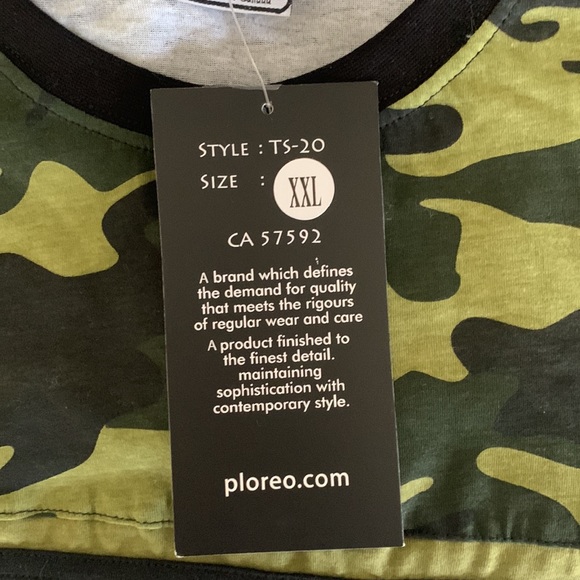 STYLE : TS-20
SIZE : XXL
CA 57592
A brand which defines
the demand for quality
that meets the rigours
of regular wear and care
A product finished to
the finest detail.
maintaining
sophistication with
contemporary style.
ploreo.com